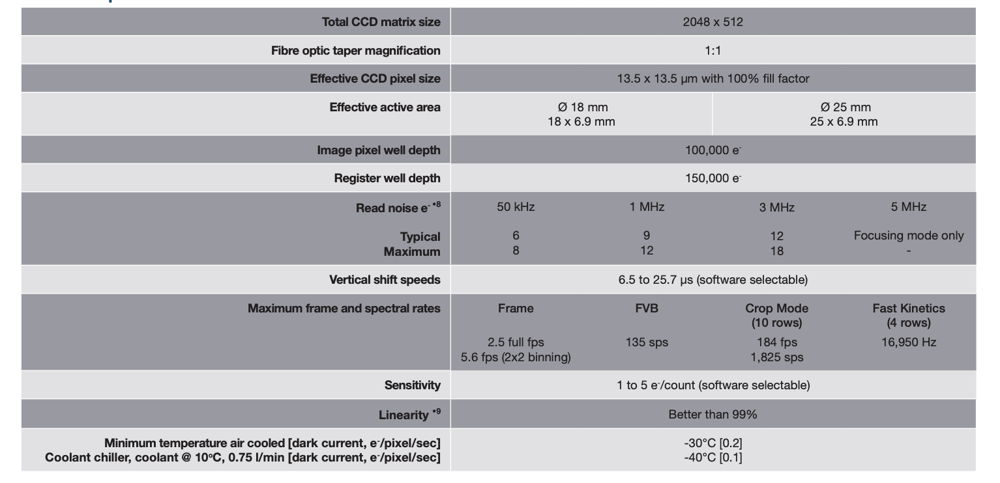 Total CCD matrix size 2048 x 512
Fibre optic taper magnification 1:1
Effective CCD pixel size 13.5 x 13.5 µm with 100% fill factor
Effective active area Ø 18 mm Ø 25 mm
18 x 6.9 mm 25 x 6.9 mm
Image pixel well depth 100,000 e-
Register well depth 150,000 e-
Read noise e- •8 50 kHz 1 MHz 3 MHz 5 MHz
Typical 6 9 12 Focusing mode only
Maximum 8 12 18 -
Vertical shift speeds 6.5 to 25.7 µs (software selectable)
Maximum frame and spectral rates Frame FVB Crop Mode Fast Kinetics
(10 rows) (4 rows)
2.5 full fps 135 sps 184 fps 16,950 Hz
5.6 fps (2x2 binning) 1,825 sps
Sensitivity 1 to 5 e-/count (software selectable)
Linearity •9 Better than 99%
Minimum temperature air cooled [dark current, e-/pixel/sec] -30°C [0.2]
Coolant chiller, coolant @ 10ºC, 0.75 l/min [dark current, e-/pixel/sec] -40°C [0.1]